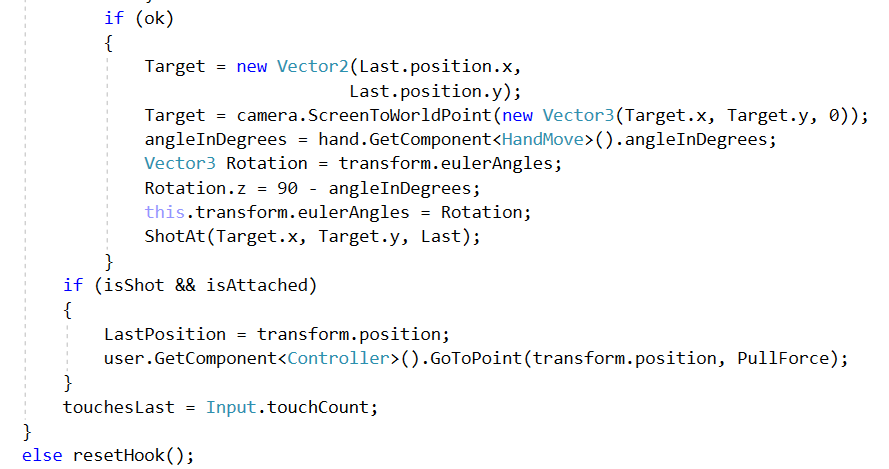 if (ok)
{
Target = new Vector2(Last.position.x,
Last.position.y);
Target = camera.ScreenToWorldPoint(new Vector3(Target.x, Target.y, 0));
angleInDegrees = hand.GetComponent<HandMove>().angleInDegrees;
Vector3 Rotation = transform.eulerAngles;
Rotation.z = 90 - angleInDegrees;
this.transform.eulerAngles = Rotation;
ShotAt(Target.x, Target.y, Last);
}
if (isShot && isAttached)
{
LastPosition = transform.position;
user.GetComponent<Controller>().GoToPoint(transform.position, PullForce);
}
touchesLast = Input.touchCount;
}
else resetHook();